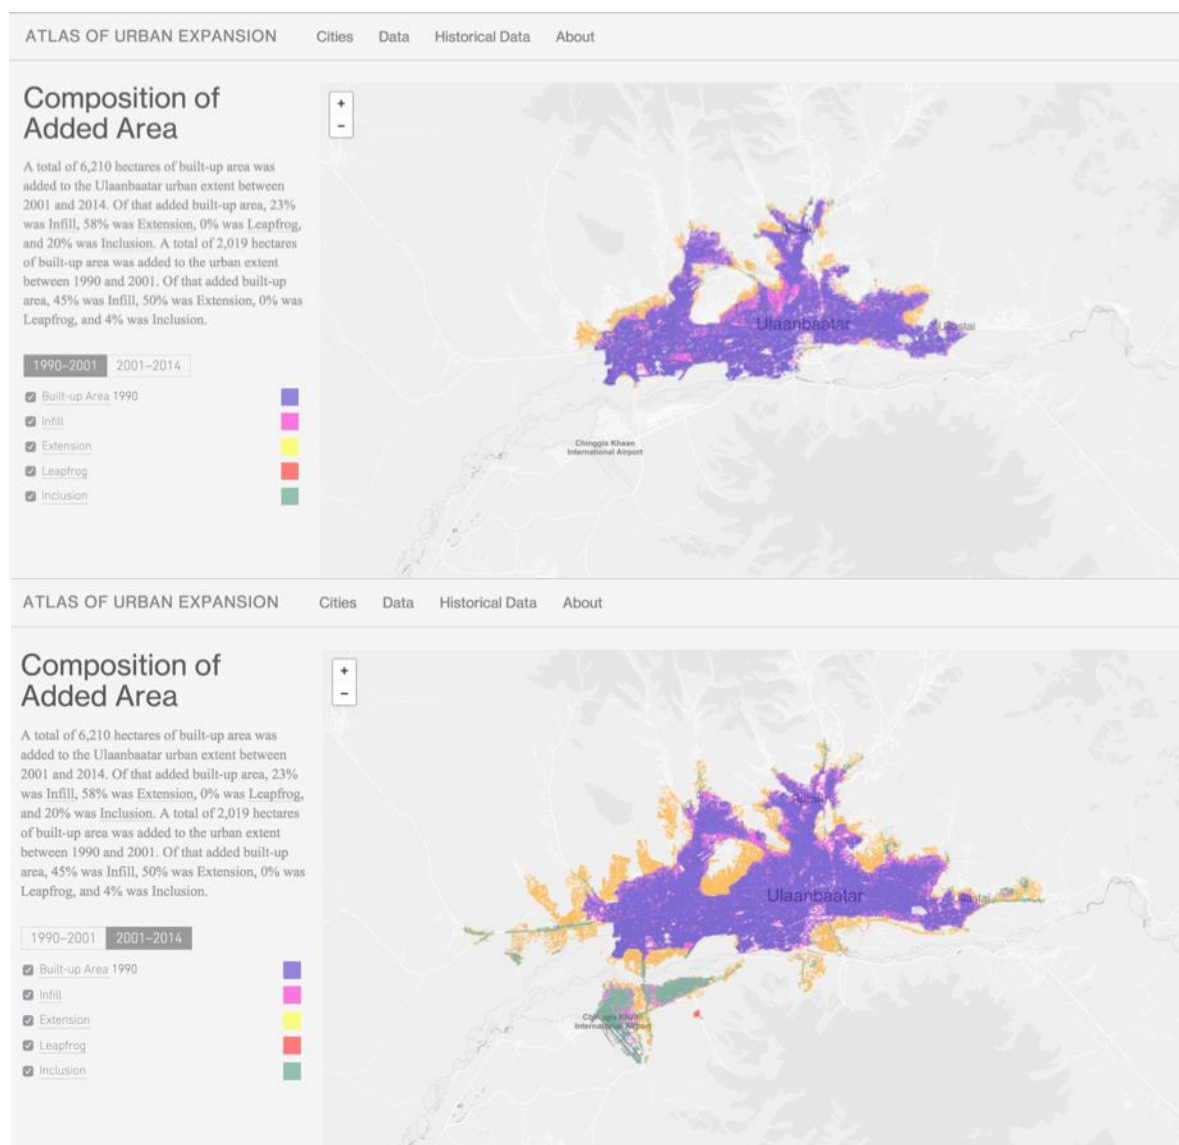 ATLAS OF URBAN EXPANSION Cities Data Historical Data About
Composition of
Added Area
A total of 6,210 hectares of built-up area was
added to the Ulaanbaatar urban extent between
2001 and 2014. Of that added built-up area, 23%
was Infill, 58% was Extension, 0% was Leapfrog,
and 20% was Inclusion. A total of 2,019 hectares
of built-up area was added to the urban extent
between 1990 and 2001. Of that added built-up
area, 45% was Infill, 50% was Extension, 0% was
Leapfrog, and 4% was Inclusion.
1990–2001 2001–2014
Built-up Area 1990
Infill
Extension
Leapfrog
Inclusion
+
−
Ulaanbaatar
Chinggis Khaan
International Airport
ATLAS OF URBAN EXPANSION Cities Data Historical Data About
Composition of
Added Area
A total of 6,210 hectares of built-up area was
added to the Ulaanbaatar urban extent between
2001 and 2014. Of that added built-up area, 23%
was Infill, 58% was Extension, 0% was Leapfrog,
and 20% was Inclusion. A total of 2,019 hectares
of built-up area was added to the urban extent
between 1990 and 2001. Of that added built-up
area, 45% was Infill, 50% was Extension, 0% was
Leapfrog, and 4% was Inclusion.
1990–2001 2001–2014
Built-up Area 1990
Infill
Extension
Leapfrog
Inclusion
+
−
Ulaanbaatar
Chinggis Khaan
International Airport